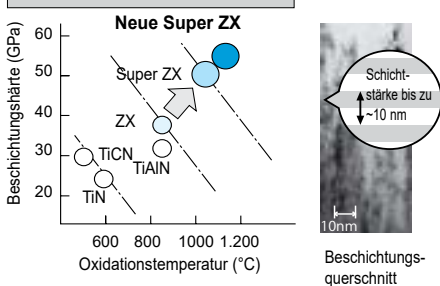 Neue Super ZX
Beschichtungshärte (GPa)
60
50
40
30
20
Super ZX
ZX
TiCN
TiAlN
TiN
600 800 1000 1.200
Oxidationstemperatur (°C)
Schicht-
stärke bis zu
~10 nm
10nm
Beschichtungs-
querschnitt